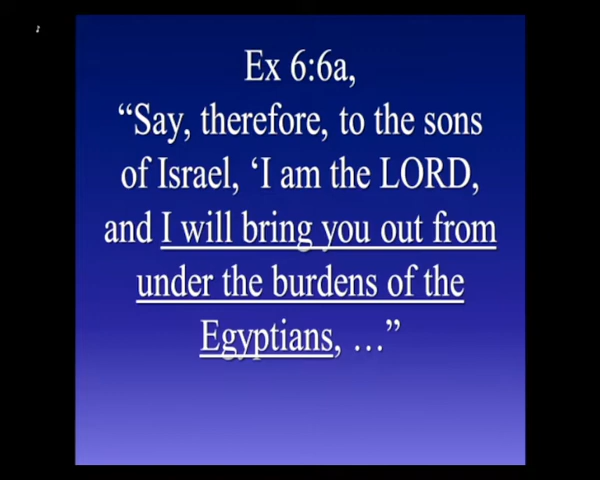 Ex 6:6a,
“Say, therefore, to the sons
of Israel, ‘I am the LORD,
and I will bring you out from
under the burdens of the
Egyptians, …”